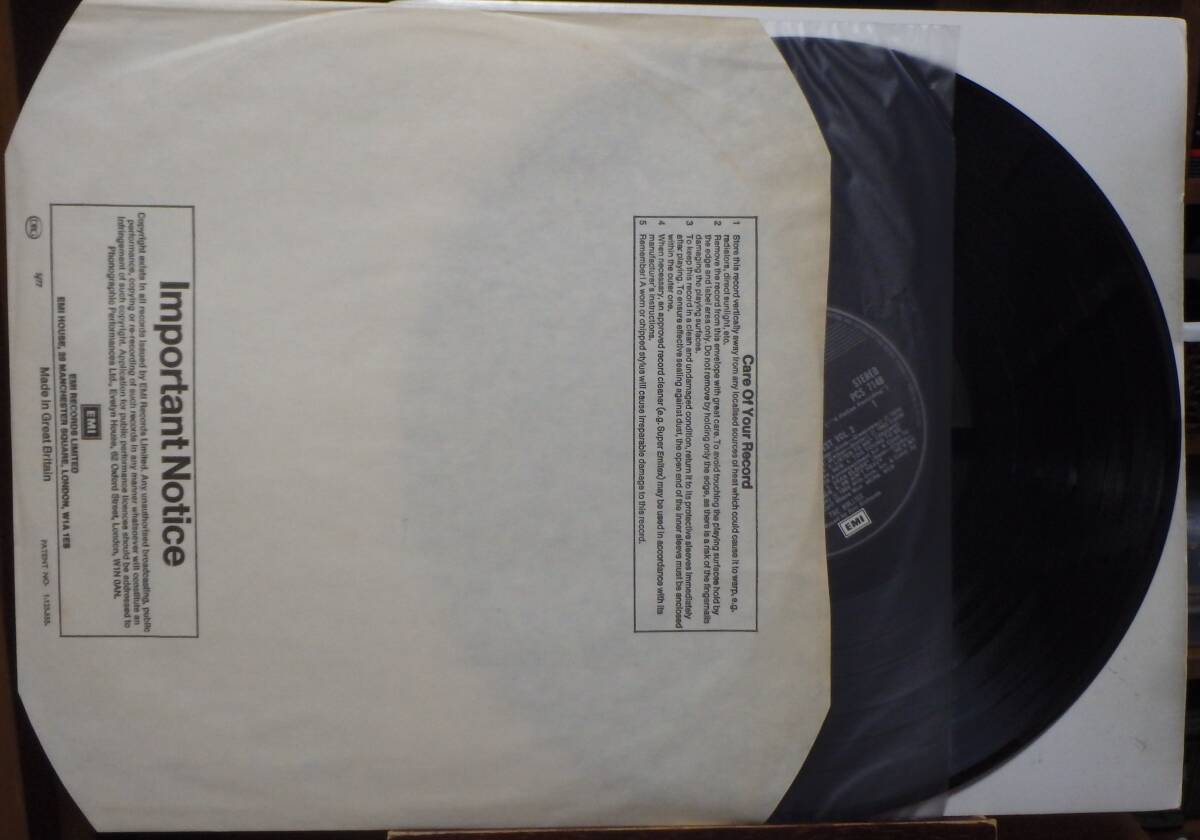 Care Of Your Record
1 Store this record vertically away from any localised sources of heat which could cause it to warp, e.g.
radiators, direct sunlight, etc.
2 Remove the record from this envelope with great care. To avoid touching the playing surfaces hold by
the edge and label area only. Do not remove by holding only the edge, as there is a risk of the fingernails
damaging the playing surfaces.
3 To keep this record in a clean and undamaged condition, return it to its protective sleeves immediately
after playing. To ensure effective sealing against dust, the open end of the inner sleeve must be enclosed
within the outer one.
4 When necessary, an approved record cleaner (e.g. Super Emitex) may be used in accordance with its
manufacturer's instructions.
5 Remember! A worn or chipped stylus will cause irreparable damage to this record.
Important Notice
Copyright exists in all records issued by EMI Records Limited. Any unauthorised broadcasting, public
performance, copying or re-recording of such records in any manner whatsoever will constitute an
infringement of such copyright. Application for public performance licences should be addressed to
Phonographic Performances Ltd., Evelyn House, 62 Oxford Street, London, W1N 0AN.
EMI
EMI RECORDS LIMITED
EMI HOUSE, 20 MANCHESTER SQUARE, LONDON, W1A 1ES
Made in Great Britain
PATENT NO.
STEREO
PCS 7148
1
VOL. 2
EMI